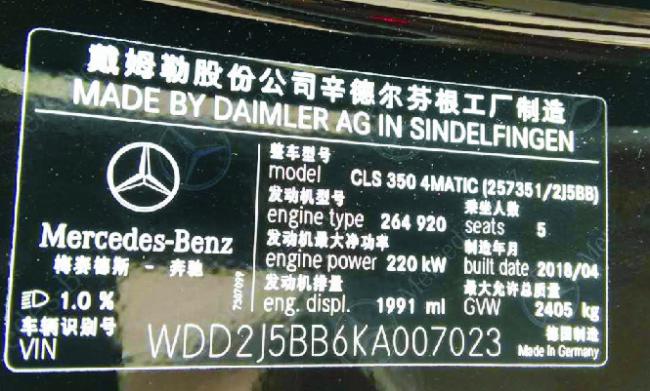 戴姆勒股份公司辛德尔芬根工厂制造
MADE BY DAIMLER AG IN SINDELFINGEN
Mercedes-Benz
梅赛德斯 - 奔驰
1.0 %
7307099
整车型号
model CLS 350 4MATIC (257351/2J5BB)
发动机型号 乘坐人数
engine type 264 920 seats 5
发动机最大净功率 制造年月
engine power 220 kW built date 2018/04
发动机排量 最大允许总质量
eng. displ. 1991 ml GVW 2405 kg
车辆识别号
VIN WDD2J5BB6KA007023
德国制造
Made in Germany